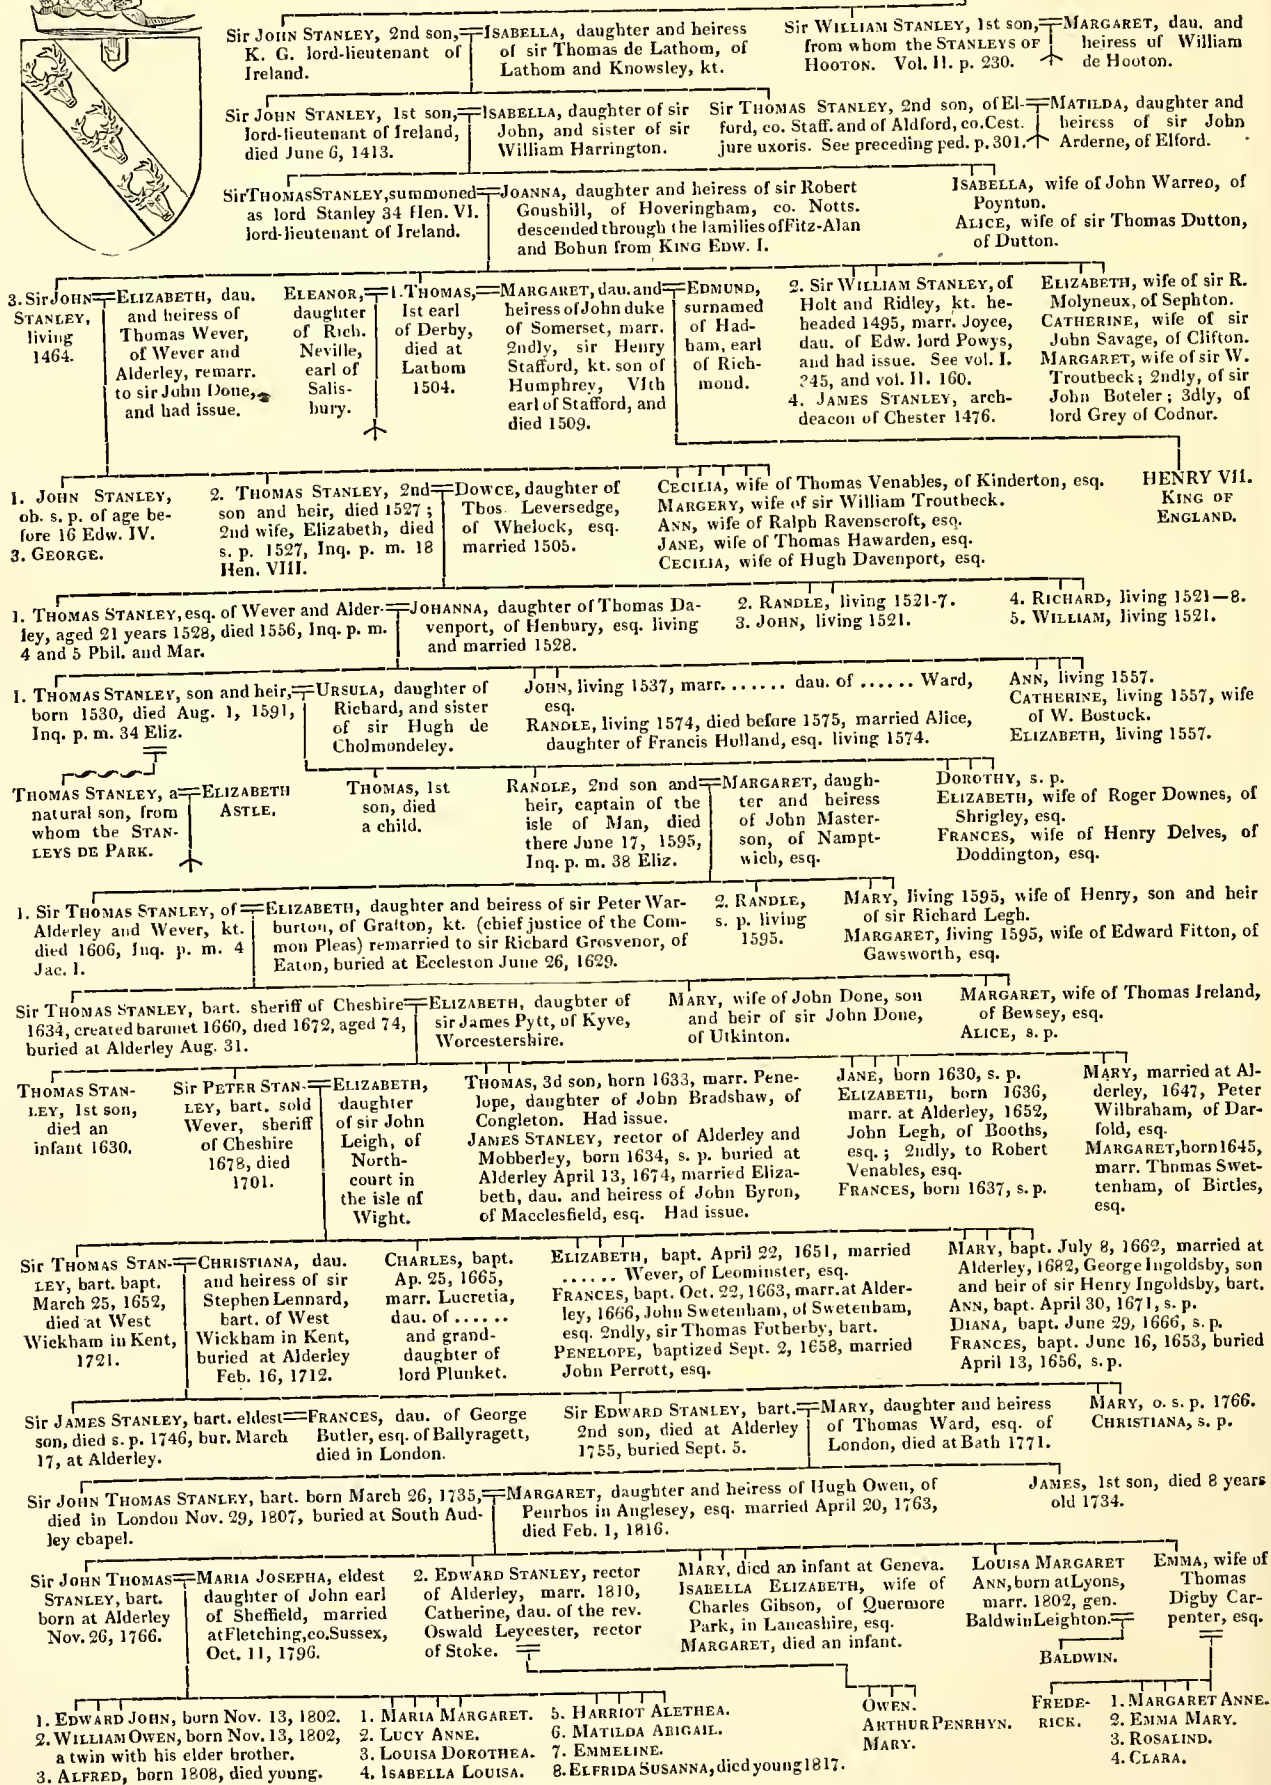 Sir JOHN STANLEY, 2nd son,
K. G. lord-lieutenant of
Ireland.
ISABELLA, daughter and heiress
of sir Thomas de Lathom, of
Lathom and Knowsley, kt.
Sir WILLIAM STANLEY, 1st son,
from whom the STANLEYS OF
HOOTON. Vol. II. p. 230.
MARGARET, dau. and
heiress of William
de Hooton.
Sir JOHN STANLEY, 1st son,
lord-lieutenant of Ireland,
died June 6, 1413.
ISABELLA, daughter of sir
John, and sister of sir
William Harrington.
Sir THOMAS STANLEY, 2nd son, of El-
ford, co. Staff. and of Aldford, co. Cest.
jure uxoris. See preceding ped. p. 301.
MATILDA, daughter and
heiress of sir John
Arderne, of Elford.
Sir THOMAS STANLEY, summoned
as lord Stanley 34 Hen. VI.
lord-lieutenant of Ireland.
JOANNA, daughter and heiress of sir Robert
Goushill, of Hoveringham, co. Notts.
descended through the families of Fitz-Alan
and Bohun from KING EDW. I.
ISABELLA, wife of John Warren, of
Poynton.
ALICE, wife of sir Thomas Dutton,
of Dutton.
3. Sir JOHN
STANLEY,
living
1464.
ELIZABETH, dau.
and heiress of
Thomas Wever,
of Wever and
Alderley, remarr.
to sir John Done,
and had issue.
ELEANOR,
daughter
of Rich.
Neville,
earl of
Salis-
bury.
1. THOMAS,
1st earl
of Derby,
died at
Lathom
1504.
MARGARET, dau. and
heiress of John duke
of Somerset, marr.
2ndly, sir Henry
Stafford, kt. son of
Humphrey, VIth
earl of Stafford, and
died 1509.
EDMUND,
surnamed
of Had-
ham, earl
of Rich-
mond.
2. Sir WILLIAM STANLEY, of
Holt and Ridley, kt. be-
headed 1495, marr. Joyce,
dau. of Edw. lord Powys,
and had issue. See vol. I.
245, and vol. II. 160.
4. JAMES STANLEY, arch-
deacon of Chester 1476.
ELIZABETH, wife of sir R.
Molyneux, of Sephton.
CATHERINE, wife of sir
John Savage, of Clifton.
MARGARET, wife of sir W.
Troutbeck; 2ndly, of sir
John Boteler; 3dly, of
lord Grey of Codnor.
1. JOHN STANLEY,
ob. s. p. of age be-
fore 16 Edw. IV.
3. GEORGE.
2. THOMAS STANLEY, 2nd
son and heir, died 1527;
2nd wife, Elizabeth, died
s. p. 1527, Inq. p. m. 18
Hen. VIII.
DOWCE, daughter of
Thos. Leversedge,
of Whelock, esq.
married 1505.
CECILIA, wife of Thomas Venables, of Kinderton, esq.
MARGERY, wife of sir William Troutbeck.
ANN, wife of Ralph Ravenscroft, esq.
JANE, wife of Thomas Hawarden, esq.
CECILIA, wife of Hugh Davenport, esq.
HENRY VII.
KING OF
ENGLAND.
1. THOMAS STANLEY, esq. of Wever and Alder-
ley, aged 21 years 1528, died 1556, Inq. p. m.
4 and 5 Phil. and Mar.
JOHANNA, daughter of Thomas Da-
venport, of Henbury, esq. living
and married 1528.
2. RANDLE, living 1521-7.
3. JOHN, living 1521.
4. RICHARD, living 1521—8.
5. WILLIAM, living 1521.
1. THOMAS STANLEY, son and heir,
born 1530, died Aug. 1, 1591,
Inq. p. m. 34 Eliz.
URSULA, daughter of
Richard, and sister
of sir Hugh de
Cholmondeley.
JOHN, living 1537, marr. ....... dau. of ...... Ward,
esq.
RANDLE, living 1574, died before 1575, married Alice,
daughter of Francis Holland, esq. living 1574.
ANN, living 1557.
CATHERINE, living 1557, wife
of W. Bostock.
ELIZABETH, living 1557.
THOMAS STANLEY, a
natural son, from
whom the STAN-
LEYS DE PARK.
ELIZABETH
ASTLE.
THOMAS, 1st
son, died
a child.
RANDLE, 2nd son and
heir, captain of the
isle of Man, died
there June 17, 1595,
Inq. p. m. 38 Eliz.
MARGARET, daugh-
ter and heiress
of John Master-
son, of Nampt-
wich, esq.
DOROTHY, s. p.
ELIZABETH, wife of Roger Downes, of
Shrigley, esq.
FRANCES, wife of Henry Delves, of
Doddington, esq.
1. Sir THOMAS STANLEY, of
Alderley and Wever, kt.
died 1606, Inq. p. m. 4
Jac. I.
ELIZABETH, daughter and heiress of sir Peter War-
burton, of Grafton, kt. (chief justice of the Com-
mon Pleas) remarried to sir Richard Grosvenor, of
Eaton, buried at Eccleston June 26, 1629.
2. RANDLE,
s. p. living
1595.
MARY, living 1595, wife of Henry, son and heir
of sir Richard Legh.
MARGARET, living 1595, wife of Edward Fitton, of
Gawsworth, esq.
Sir THOMAS STANLEY, bart. sheriff of Cheshire
1634, created baronet 1660, died 1672, aged 74,
buried at Alderley Aug. 31.
ELIZABETH, daughter of
sir James Pytt, of Kyve,
Worcestershire.
MARY, wife of John Done, son
and heir of sir John Done,
of Utkinton.
MARGARET, wife of Thomas Ireland,
of Bewsey, esq.
ALICE, s. p.
THOMAS STAN-
LEY, 1st son,
died an
infant 1630.
Sir PETER STAN-
LEY, bart. sold
Wever, sheriff
of Cheshire
1678, died
1701.
ELIZABETH,
daughter
of sir John
Leigh, of
North-
court in
the isle of
Wight.
THOMAS, 3d son, born 1633, marr. Pene-
lope, daughter of John Bradshaw, of
Congleton. Had issue.
JAMES STANLEY, rector of Alderley and
Mobberley, born 1634, s. p. buried at
Alderley April 13, 1674, married Eliza-
beth, dau. and heiress of John Byron,
of Macclesfield, esq. Had issue.
JANE, born 1630, s. p.
ELIZABETH, born 1636,
marr. at Alderley, 1652,
John Legh, of Booths,
esq.; 2ndly, to Robert
Venables, esq.
FRANCES, born 1637, s. p.
MARY, married at Al-
derley, 1647, Peter
Wilbraham, of Dar-
fold, esq.
MARGARET, born 1645,
marr. Thomas Swet-
tenham, of Birtles,
esq.
Sir THOMAS STAN-
LEY, bart. bapt.
March 25, 1652,
died at West
Wickham in Kent,
1721.
CHRISTIANA, dau.
and heiress of sir
Stephen Lennard,
bart. of West
Wickham in Kent,
buried at Alderley
Feb. 16, 1712.
CHARLES, bapt.
Ap. 25, 1665,
marr. Lucretia,
dau. of ......
and grand-
daughter of
lord Plunket.
ELIZABETH, bapt. April 22, 1651, married
...... Wever, of Leominster, esq.
FRANCES, bapt. Oct. 22, 1663, marr. at Alder-
ley, 1666, John Swetenham, of Swetenham,
esq. 2ndly, sir Thomas Fotherby, bart.
PENELOPE, baptized Sept. 2, 1658, married
John Perrott, esq.
MARY, bapt. July 8, 1662, married at
Alderley, 1682, George Ingoldsby, son
and heir of sir Henry Ingoldsby, bart.
ANN, bapt. April 30, 1671, s. p.
DIANA, bapt. June 29, 1666, s. p.
FRANCES, bapt. June 16, 1653, buried
April 13, 1656, s. p.
Sir JAMES STANLEY, bart. eldest
son, died s. p. 1746, bur. March
17, at Alderley.
FRANCES, dau. of George
Butler, esq. of Ballyragett,
died in London.
Sir EDWARD STANLEY, bart.
2nd son, died at Alderley
1755, buried Sept. 5.
MARY, daughter and heiress
of Thomas Ward, esq. of
London, died at Bath 1771.
MARY, o. s. p. 1766.
CHRISTIANA, s. p.
Sir JOHN THOMAS STANLEY, bart. born March 26, 1735,
died in London Nov. 29, 1807, buried at South Aud-
ley chapel.
MARGARET, daughter and heiress of Hugh Owen, of
Penrhos in Anglesey, esq. married April 20, 1763,
died Feb. 1, 1816.
JAMES, 1st son, died 8 years
old 1734.
Sir JOHN THOMAS
STANLEY, bart.
born at Alderley
Nov. 26, 1766.
MARIA JOSEPHA, eldest
daughter of John earl
of Sheffield, married
at Fletching, co. Sussex,
Oct. 11, 1796.
2. EDWARD STANLEY, rector
of Alderley, marr. 1810,
Catherine, dau. of the rev.
Oswald Leycester, rector
of Stoke.
MARY, died an infant at Geneva.
ISABELLA ELIZABETH, wife of
Charles Gibson, of Quermore
Park, in Lancashire, esq.
MARGARET, died an infant.
LOUISA MARGARET
ANN, born at Lyons,
marr. 1802, gen.
Baldwin Leighton.
BALDWIN.
EMMA, wife of
Thomas
Digby Car-
penter, esq.
1. EDWARD JOHN, born Nov. 13, 1802.
2. WILLIAM OWEN, born Nov. 13, 1802,
a twin with his elder brother.
3. ALFRED, born 1808, died young.
1. MARIA MARGARET.
2. LUCY ANNE.
3. LOUISA DOROTHEA.
4. ISABELLA LOUISA.
5. HARRIOT ALETHEA.
6. MATILDA ABIGAIL.
7. EMMELINE.
8. ELFRIDA SUSANNA, died young 1817.
OWEN.
ARTHUR PENRHYN.
MARY.
FREDE-
RICK.
1. MARGARET ANNE.
2. EMMA MARY.
3. ROSALIND.
4. CLARA.